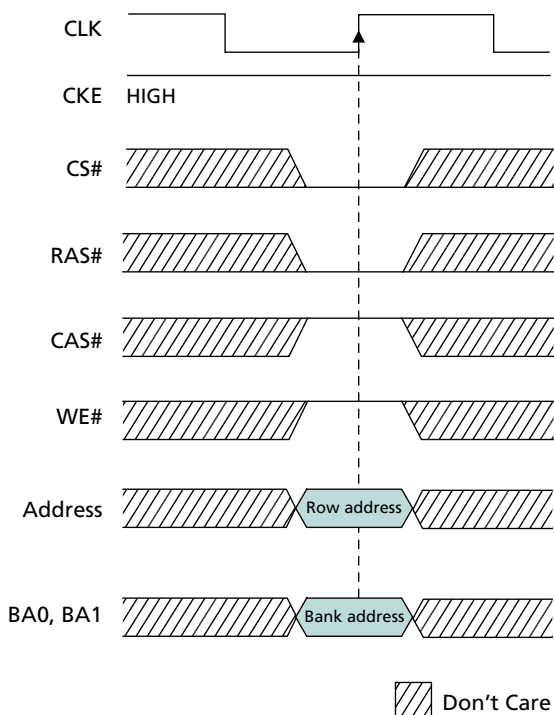 CLK
CKE HIGH
CS#
RAS#
CAS#
WE#
Address Row address
BA0, BA1 Bank address
Don't Care